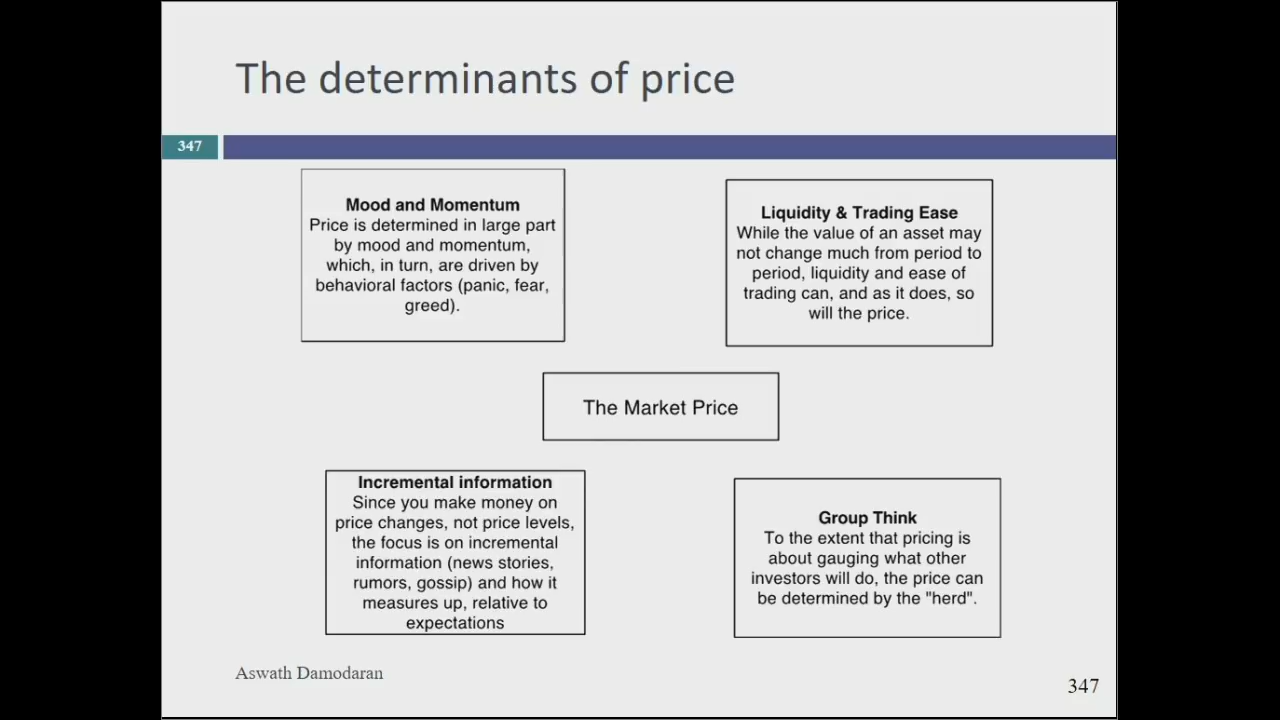 The determinants of price
347
Mood and Momentum
Price is determined in large part
by mood and momentum,
which, in turn, are driven by
behavioral factors (panic, fear,
greed).
Liquidity & Trading Ease
While the value of an asset may
not change much from period to
period, liquidity and ease of
trading can, and as it does, so
will the price.
The Market Price
Incremental information
Since you make money on
price changes, not price levels,
the focus is on incremental
information (news stories,
rumors, gossip) and how it
measures up, relative to
expectations
Group Think
To the extent that pricing is
about gauging what other
investors will do, the price can
be determined by the "herd".
Aswath Damodaran
347